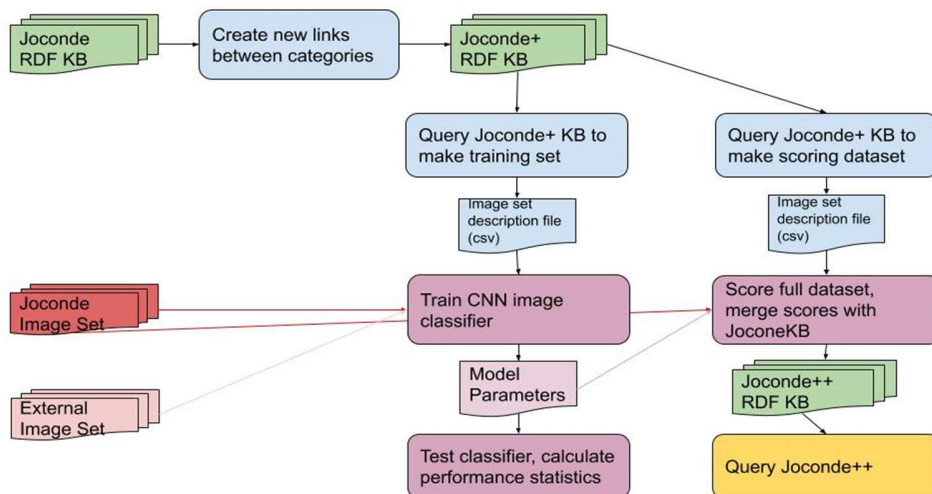 Joconde
RDF KB
Create new links
between categories
Joconde+
RDF KB
Query Joconde+ KB to
make training set
Query Joconde+ KB to
make scoring dataset
Image set
description file
(csv)
Image set
description file
(csv)
Joconde
Image Set
Train CNN image
classifier
Score full dataset,
merge scores with
JoconeKB
External
Image Set
Model
Parameters
Joconde++
RDF KB
Test classifier, calculate
performance statistics
Query Joconde++